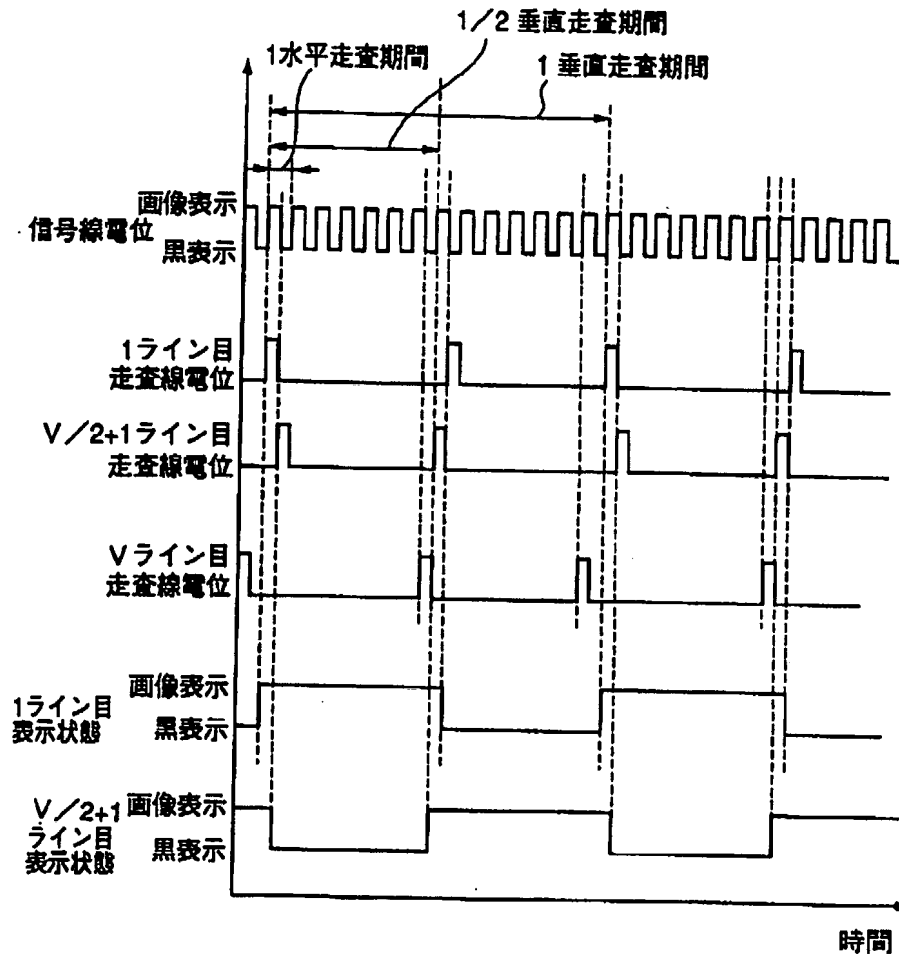 1／2 垂直走査期間
1水平走査期間
1 垂直走査期間
画像表示
信号線電位
黒表示
1ライン目
走査線電位
V／2+1ライン目
走査線電位
Vライン目
走査線電位
画像表示
1ライン目
表示状態
黒表示
V／2+1
画像表示
ライン目
黒表示
表示状態
時間